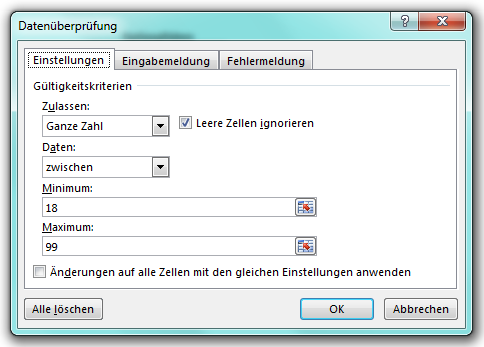 Datenüberprüfung
Einstellungen Eingabemeldung Fehlermeldung
Gültigkeitskriterien
Zulassen:
Ganze Zahl Leere Zellen ignorieren
Daten:
zwischen
Minimum:
18
Maximum:
99
Änderungen auf alle Zellen mit den gleichen Einstellungen anwenden
Alle löschen OK Abbrechen